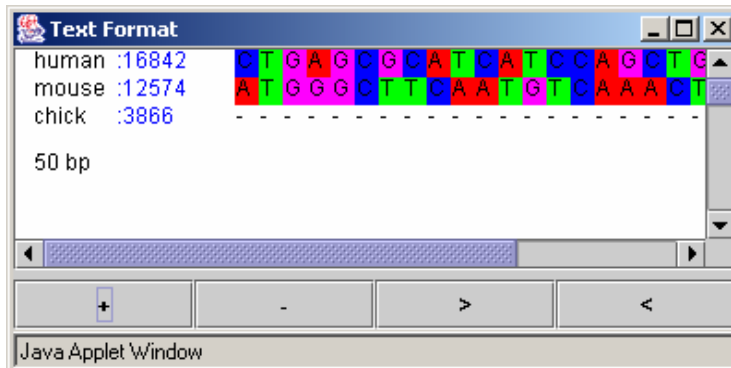 Text Format
human :16842 C T G A G C G C A T C A T C C A G C T G
mouse :12574 A T G G G C T T C A A T G T C A A A C T
chick :3866 - - - - - - - - - - - - - - - - - - - -
50 bp
+ - > <
Java Applet Window